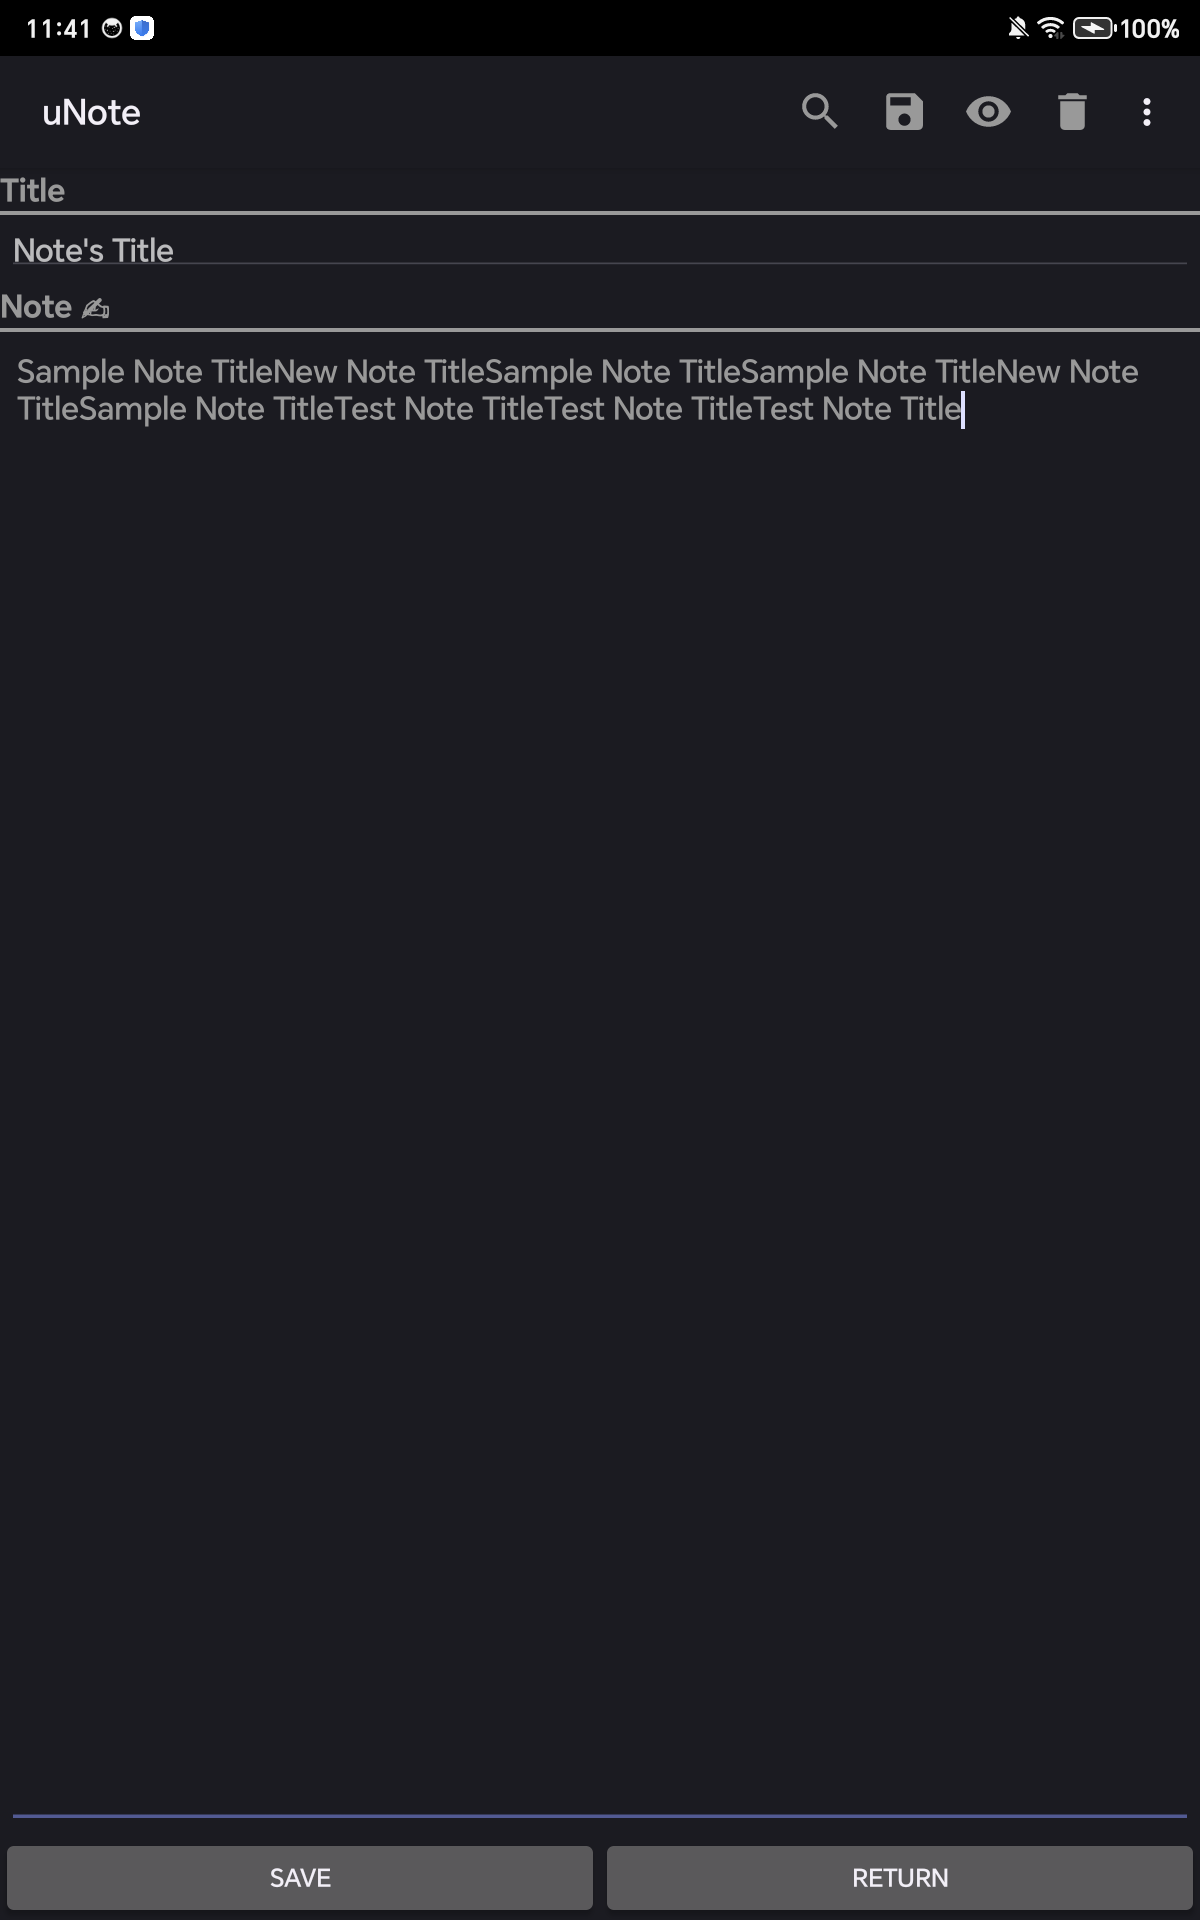 11:41
100%
uNote
Title
Note's Title
Note ✍
Sample Note TitleNew Note TitleSample Note TitleSample Note TitleNew Note
TitleSample Note TitleTest Note TitleTest Note TitleTest Note Title
SAVE
RETURN